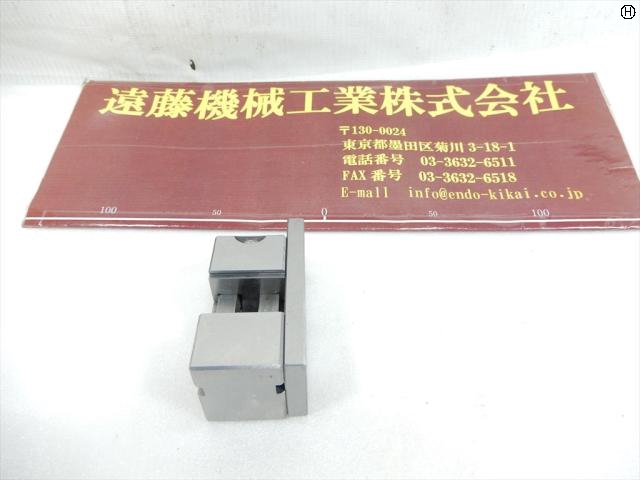 H
遠藤機械工業株式会社
〒130-0024
東京都墨田区菊川 3-18-1
電話番号 03-3632-6511
FAX 番号 03-3632-6518
E-mall info@endo-kikai.co.jp
100 50 0 50 100